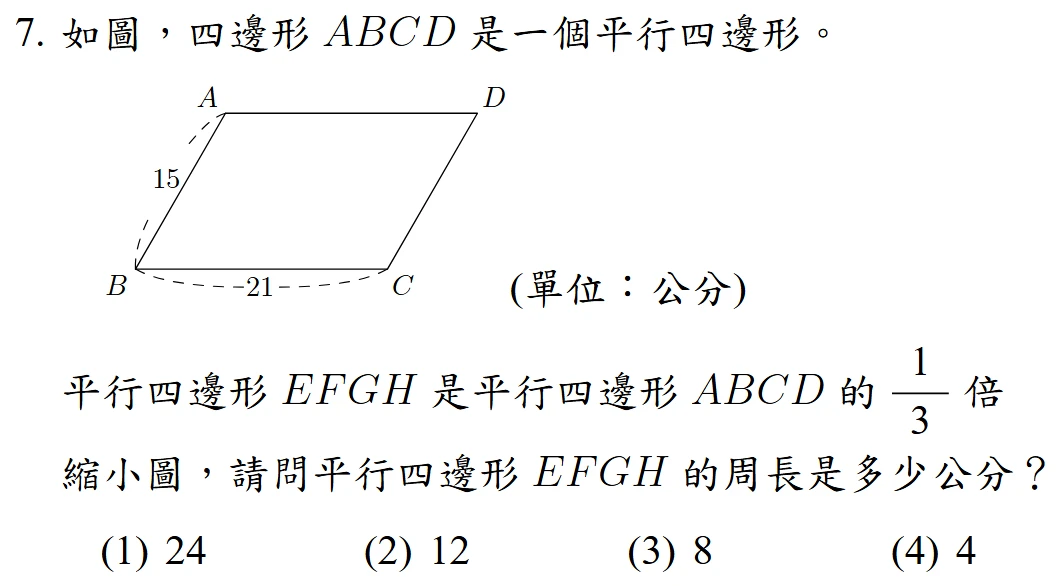 7. 如圖，四邊形 ABCD 是一個平行四邊形。
A
D
15
B
21
C
(單位：公分)
平行四邊形 EFGH 是平行四邊形 ABCD 的 1/3 倍
縮小圖，請問平行四邊形 EFGH 的周長是多少公分？
(1) 24 (2) 12 (3) 8 (4) 4